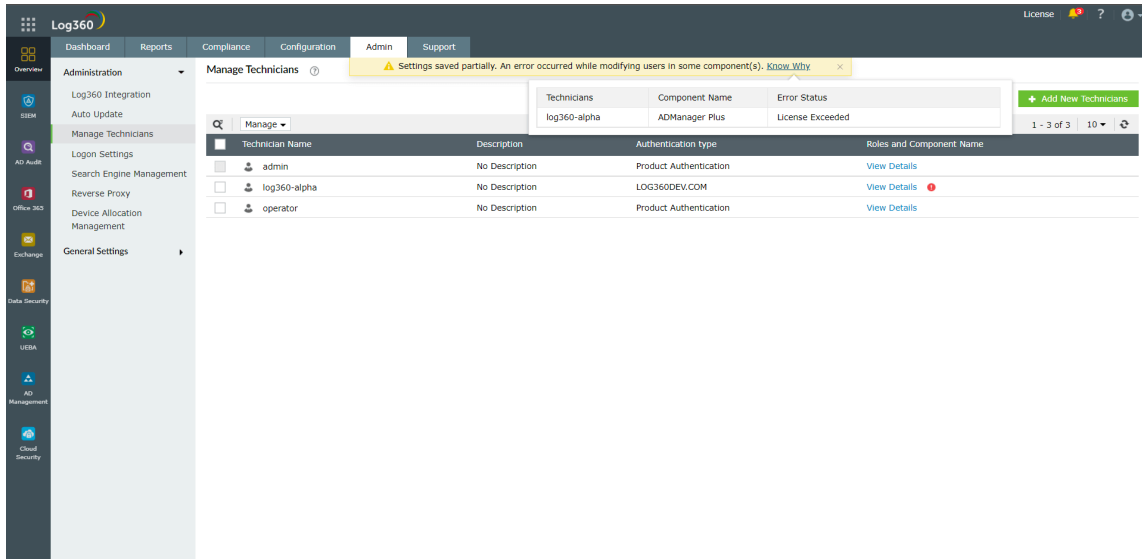 Log360
License
3
?
Overview
SIEM
AD Audit
Office 365
Exchange
Data Security
UEBA
AD
Management
Cloud
Security
Dashboard
Reports
Compliance
Configuration
Admin
Support
Administration
Log360 Integration
Auto Update
Manage Technicians
Logon Settings
Search Engine Management
Reverse Proxy
Device Allocation
Management
General Settings
Manage Technicians ?
Settings saved partially. An error occurred while modifying users in some component(s). Know Why ×
Technicians Component Name Error Status
log360-alpha ADManager Plus License Exceeded
+ Add New Technicians
Manage
1 - 3 of 3 10
Technician Name Description Authentication type Roles and Component Name
admin No Description Product Authentication View Details
log360-alpha No Description LOG360DEV.COM View Details !
operator No Description Product Authentication View Details